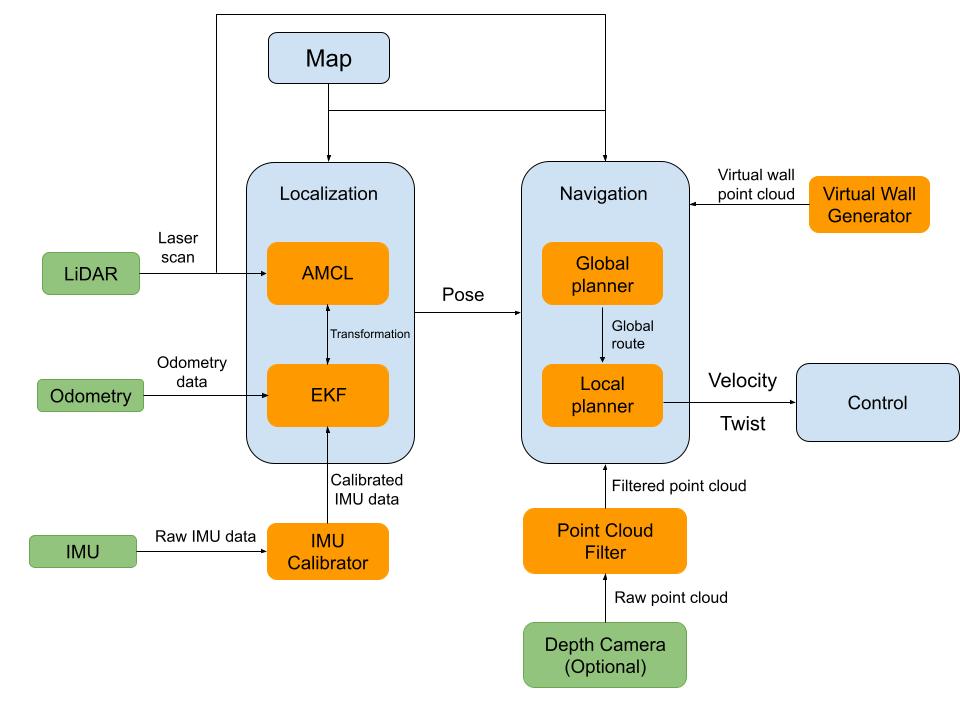 Map
Localization
Navigation
Virtual wall
point cloud
Virtual Wall
Generator
Laser
scan
LiDAR
AMCL
Global
planner
Pose
Transformation
Global
route
Odometry
data
Odometry
EKF
Local
planner
Velocity
Twist
Control
Calibrated
IMU data
Filtered point cloud
Raw IMU data
IMU
IMU
Calibrator
Point Cloud
Filter
Raw point cloud
Depth Camera
(Optional)